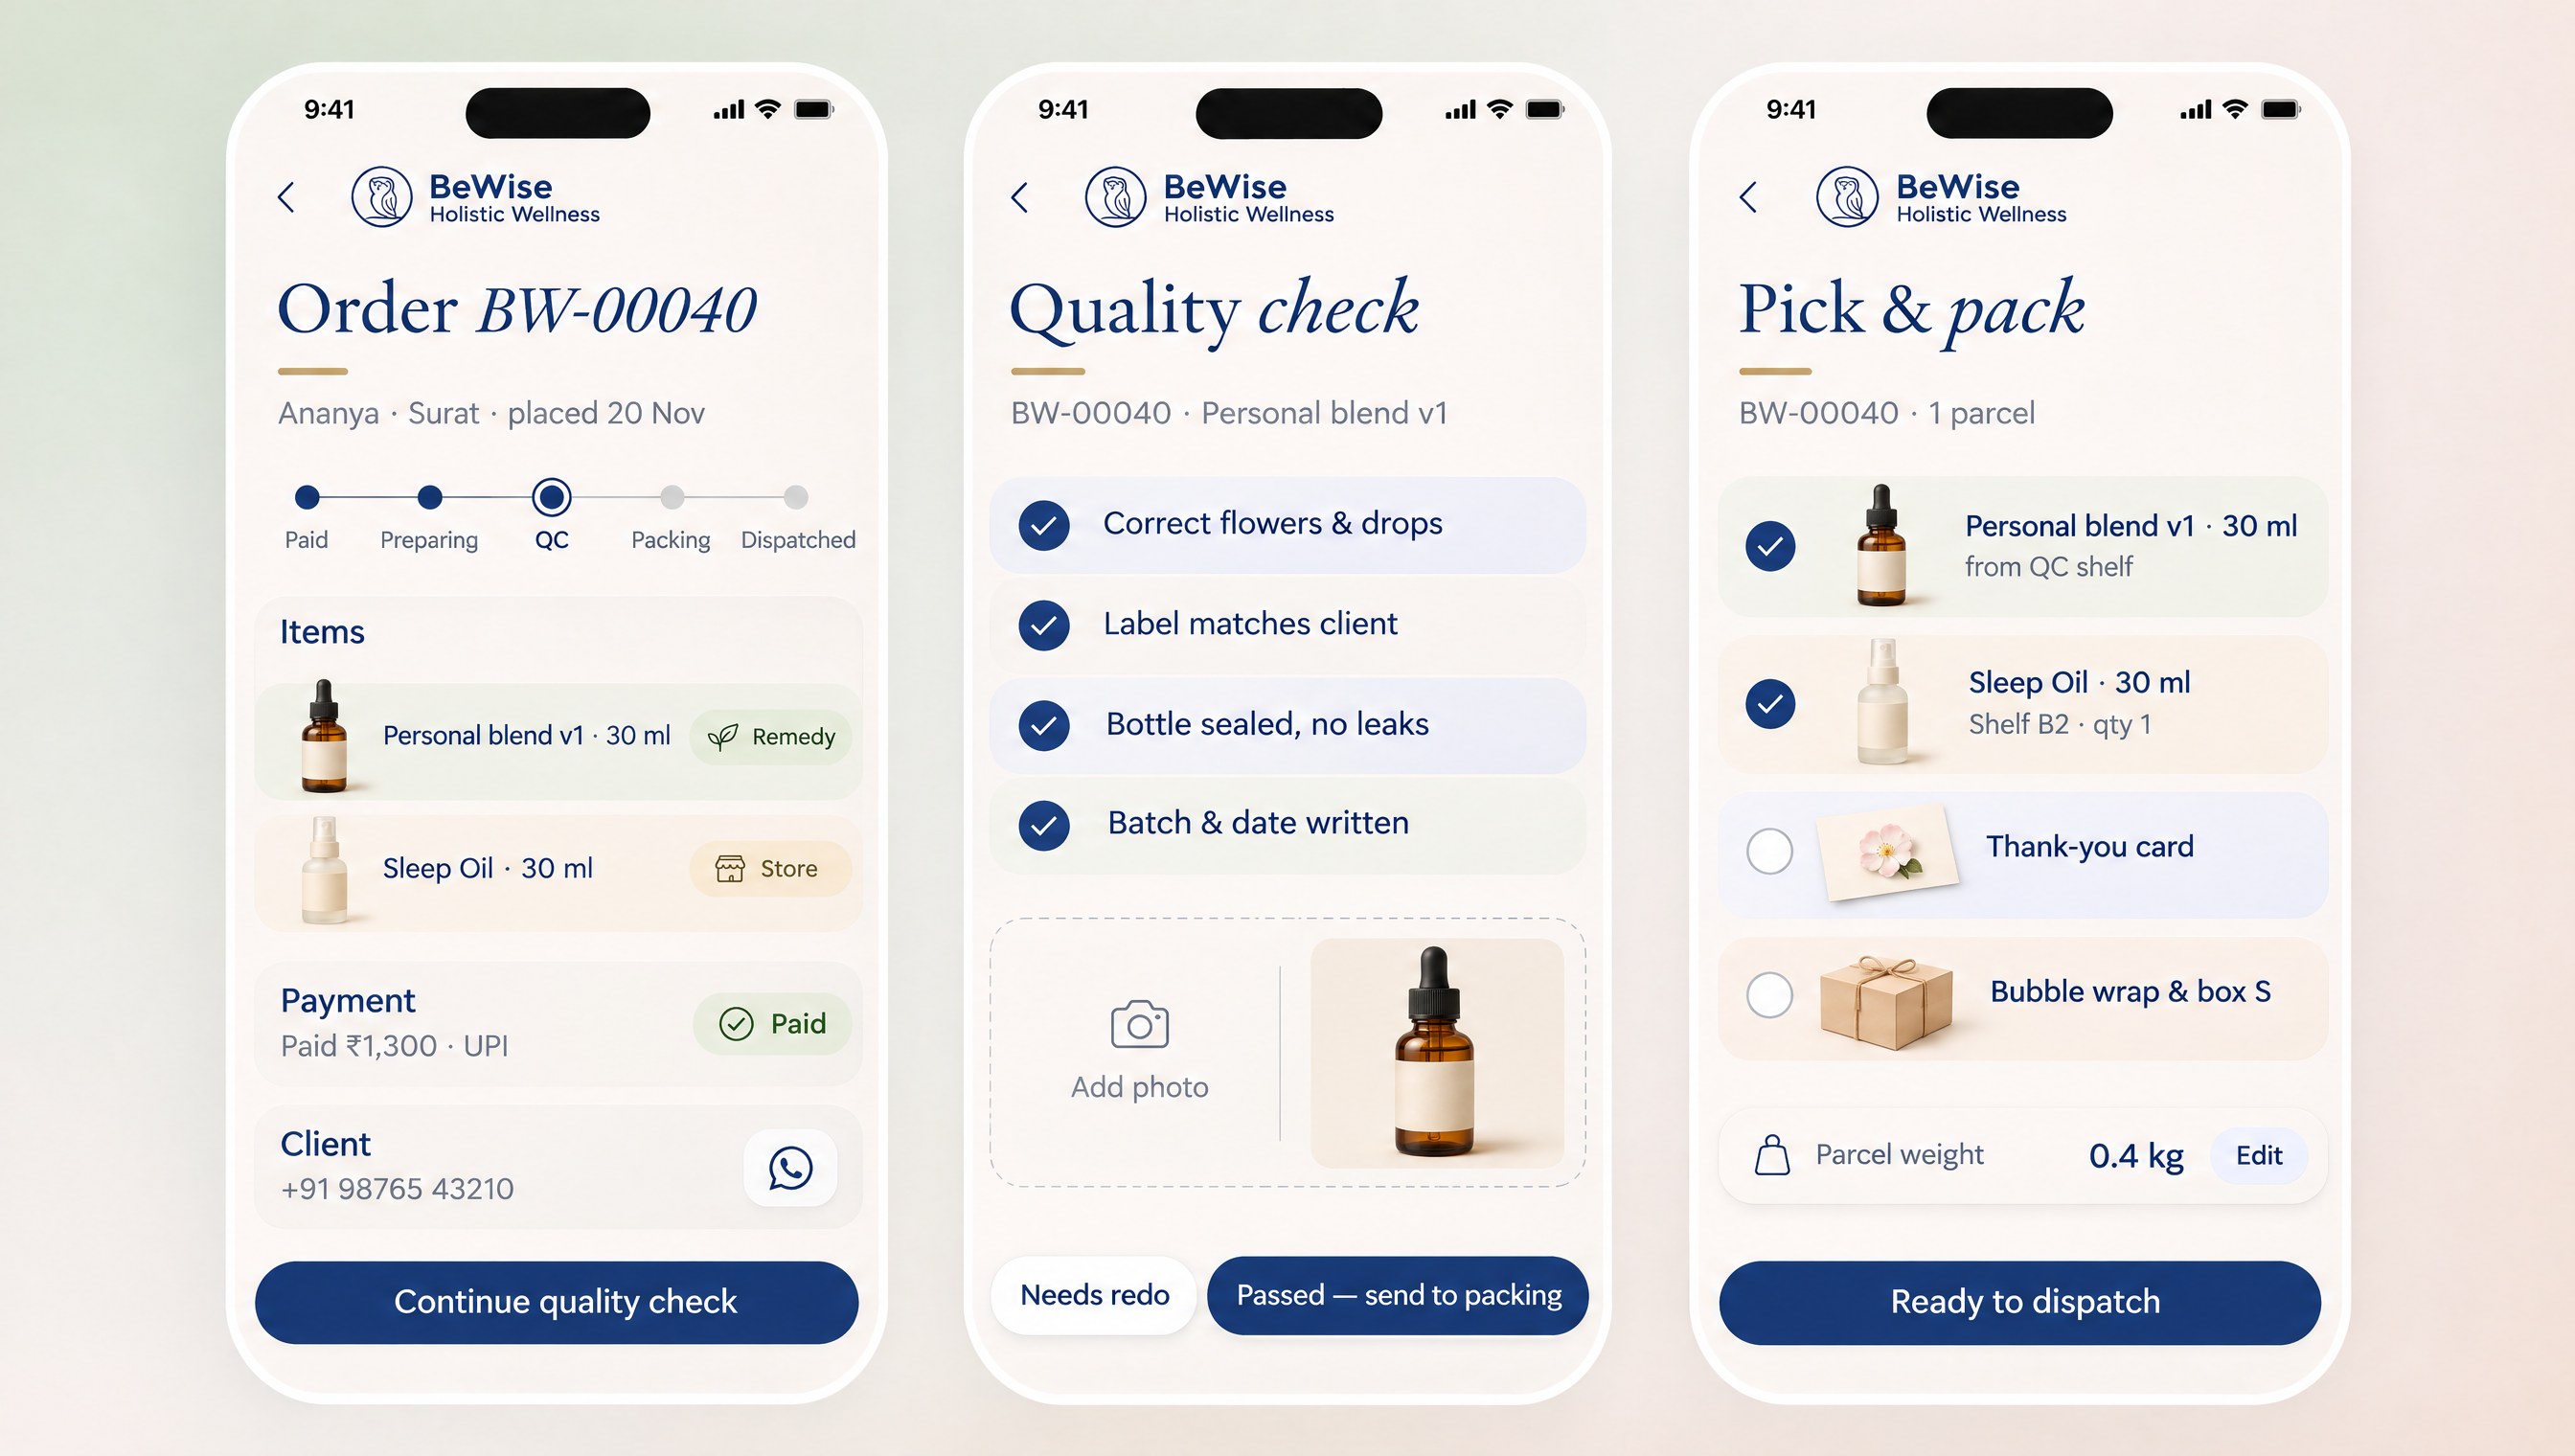 9:41
BeWise
Holistic Wellness
Order BW-00040
Ananya · Surat · placed 20 Nov
Paid Preparing QC Packing Dispatched
Items
Personal blend v1 · 30 ml Remedy
Sleep Oil · 30 ml Store
Payment
Paid ₹1,300 · UPI
Paid
Client
+91 98765 43210
Continue quality check
9:41
BeWise
Holistic Wellness
Quality check
BW-00040 · Personal blend v1
Correct flowers & drops
Label matches client
Bottle sealed, no leaks
Batch & date written
Add photo
Needs redo
Passed — send to packing
9:41
BeWise
Holistic Wellness
Pick & pack
BW-00040 · 1 parcel
Personal blend v1 · 30 ml
from QC shelf
Sleep Oil · 30 ml
Shelf B2 · qty 1
Thank-you card
Bubble wrap & box S
Parcel weight 0.4 kg Edit
Ready to dispatch